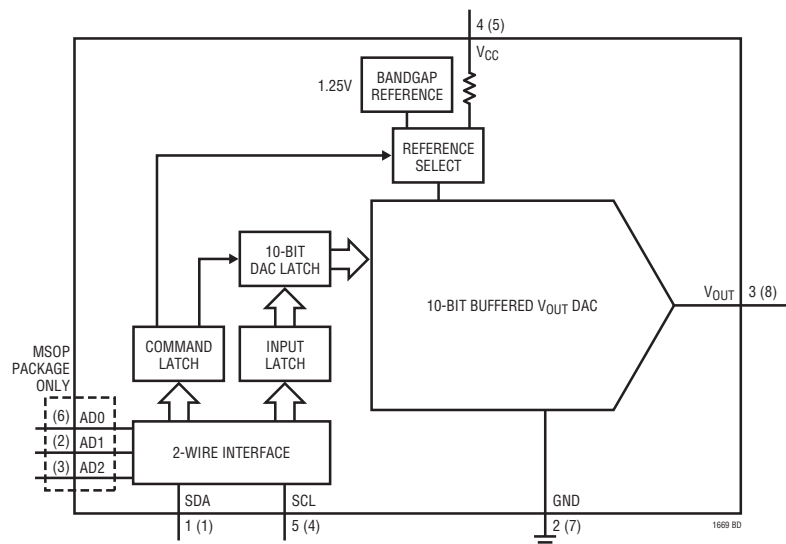 4 (5)
VCC
1.25V
BANDGAP
REFERENCE
REFERENCE
SELECT
10-BIT
DAC LATCH
10-BIT BUFFERED VOUT DAC
VOUT
3 (8)
COMMAND
LATCH
INPUT
LATCH
MSOP
PACKAGE
ONLY
(6) AD0
(2) AD1
(3) AD2
2-WIRE INTERFACE
SDA
SCL
GND
1 (1)
5 (4)
2 (7)
1669 BD